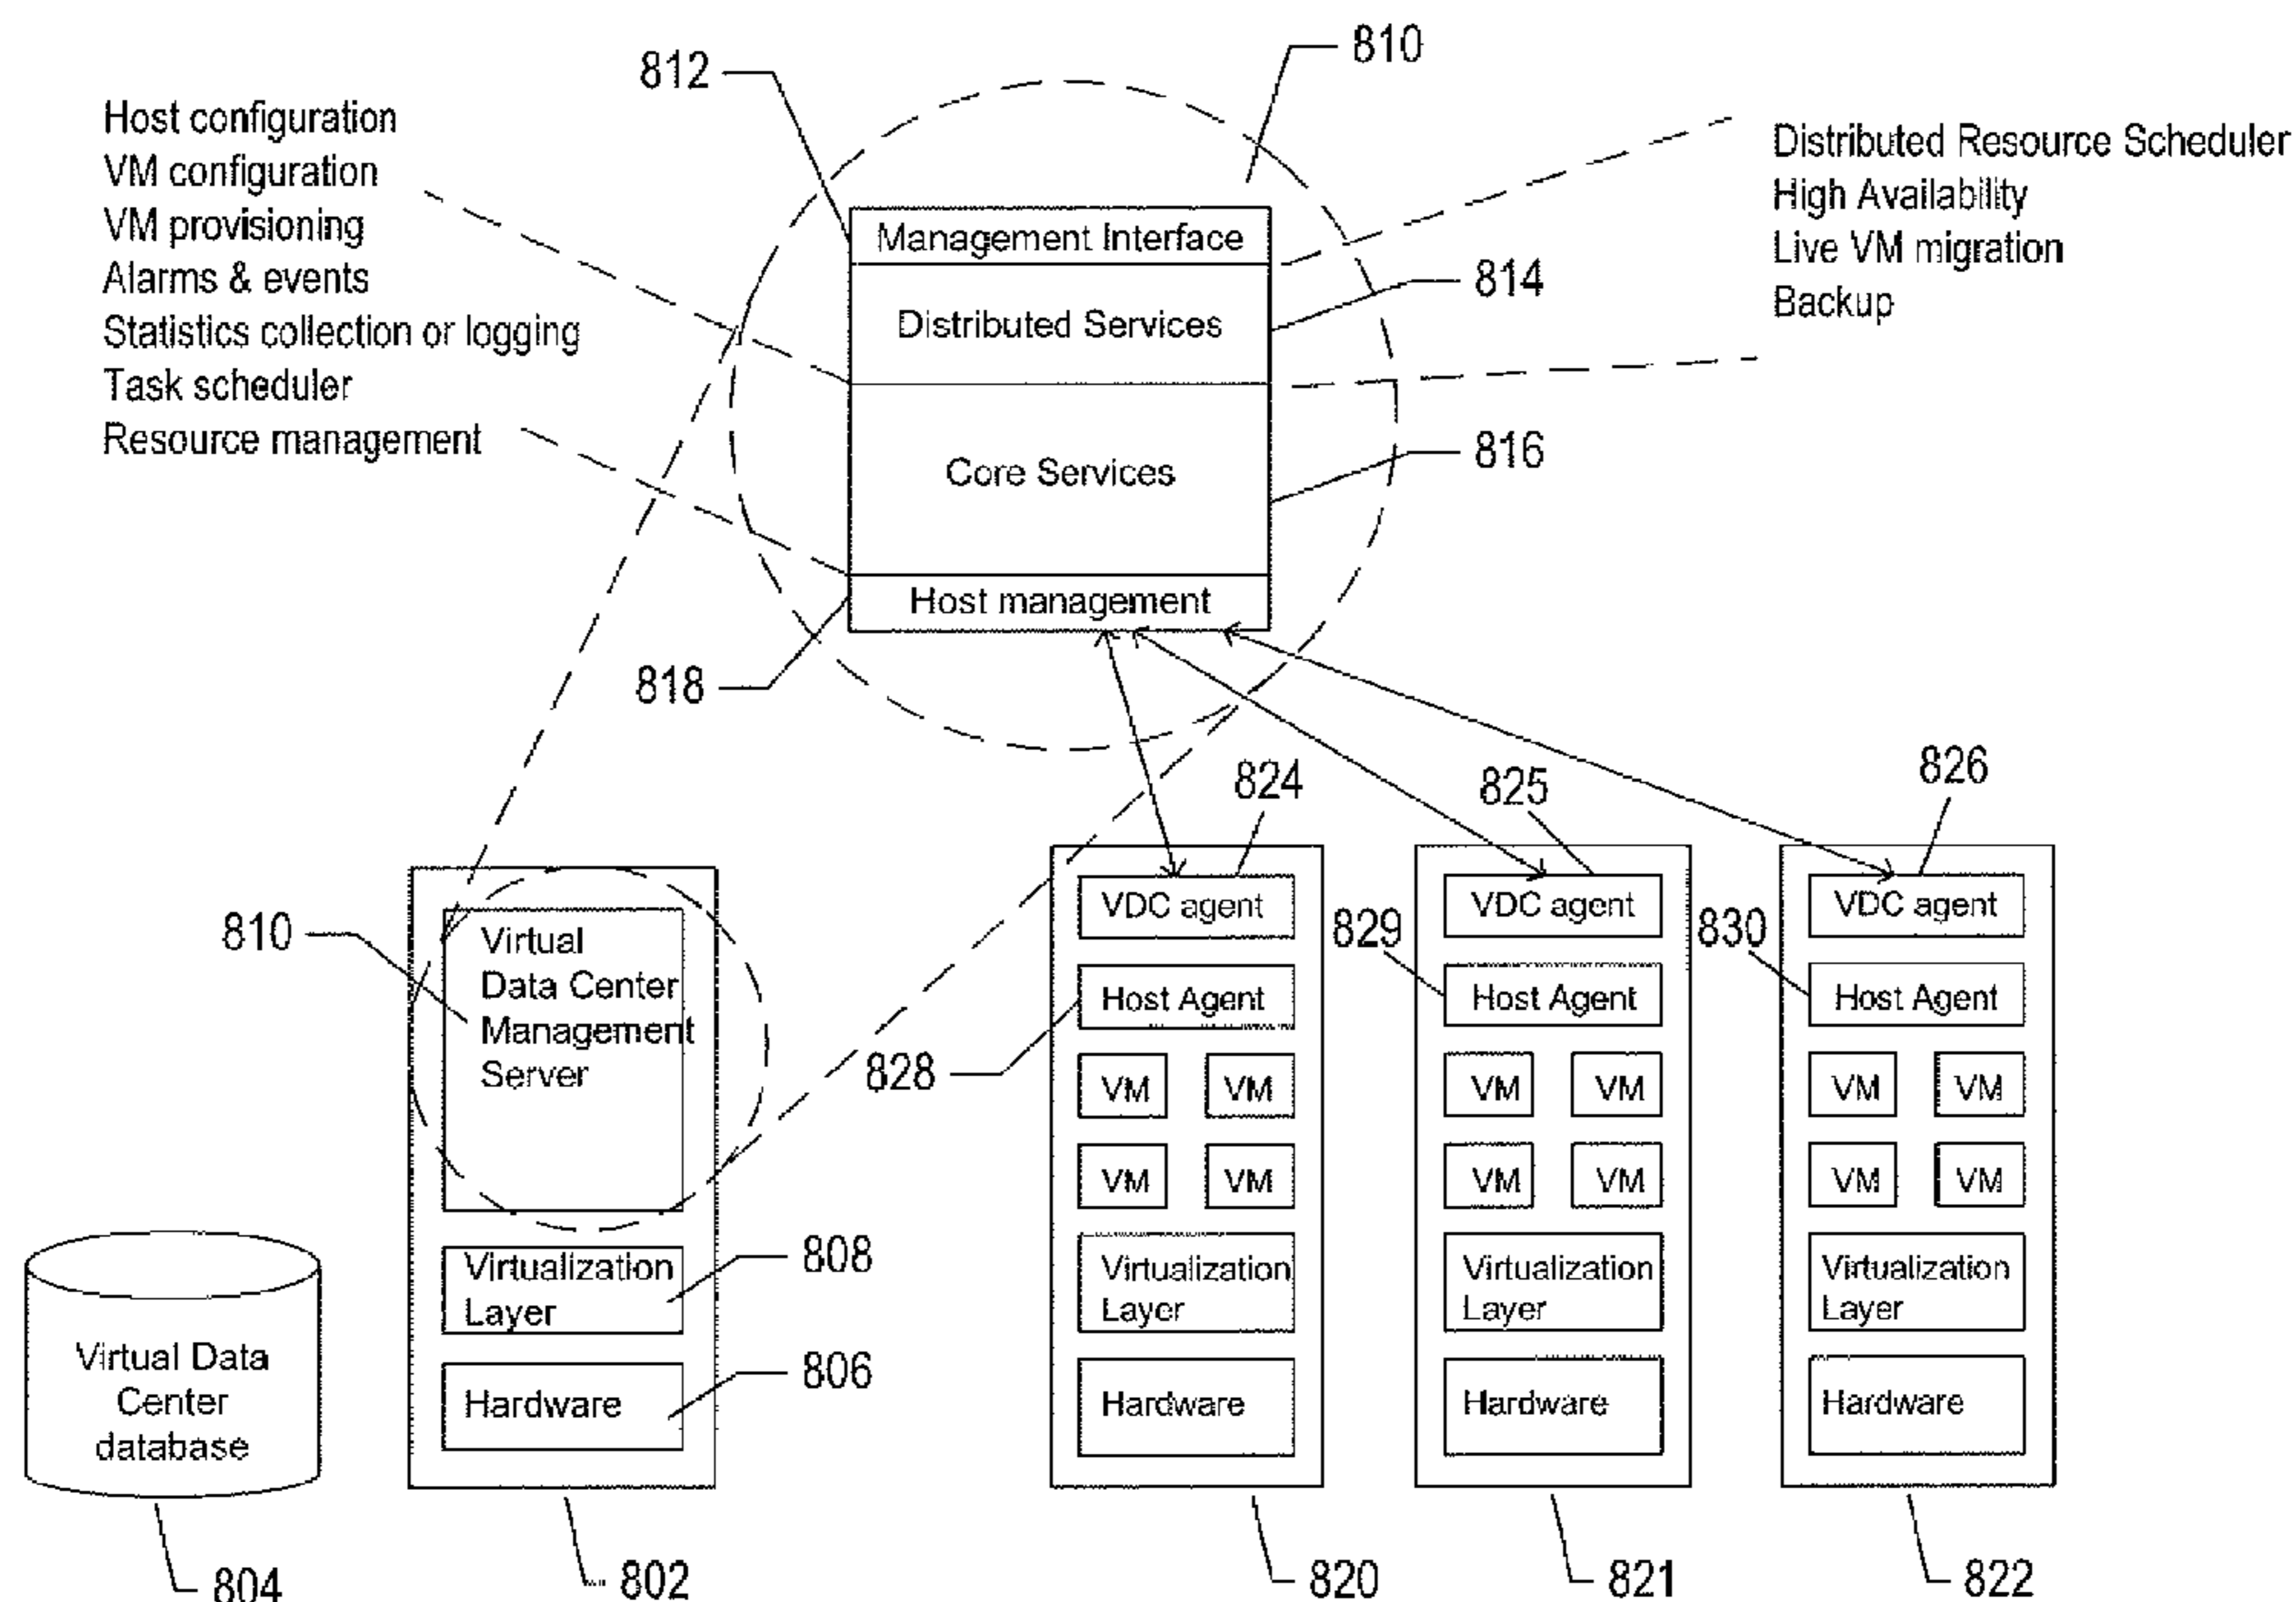 810
812
Host configuration
VM configuration
VM provisioning
Alarms & events
Statistics collection or logging
Task scheduler
Resource management
Management Interface
Distributed Services
Core Services
Host management
Distributed Resource Scheduler
High Availability
Live VM migration
Backup
814
816
818
824
825
826
810
Virtual
Data Center
Management
Server
Virtualization
Layer
808
Hardware
806
Virtual Data
Center
database
804
802
VDC agent
Host Agent
828
VM VM
VM VM
Virtualization
Layer
Hardware
820
VDC agent
829
Host Agent
VM VM
VM VM
Virtualization
Layer
Hardware
821
VDC agent
830
Host Agent
VM VM
VM VM
Virtualization
Layer
Hardware
822